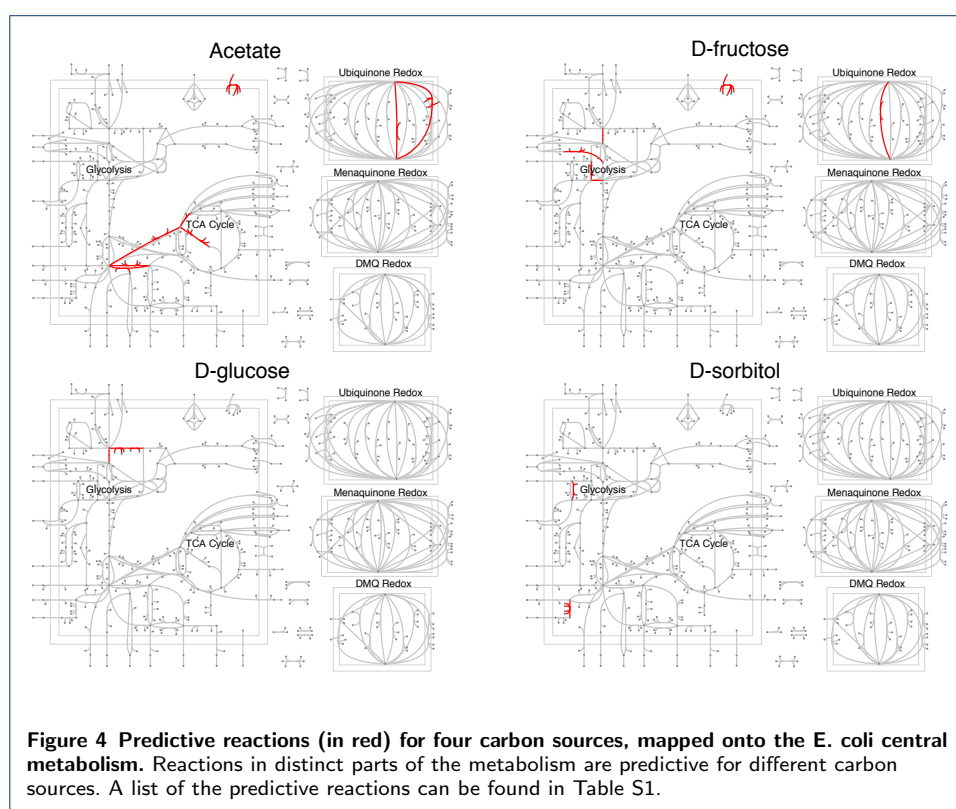 Acetate
D-fructose
Ubiquinone Redox
Ubiquinone Redox
Glycolysis
Glycolysis
Menaquinone Redox
Menaquinone Redox
TCA Cycle
TCA Cycle
DMQ Redox
DMQ Redox
D-glucose
D-sorbitol
Ubiquinone Redox
Ubiquinone Redox
Glycolysis
Glycolysis
Menaquinone Redox
Menaquinone Redox
TCA Cycle
TCA Cycle
DMQ Redox
DMQ Redox
Figure 4 Predictive reactions (in red) for four carbon sources, mapped onto the E. coli central
metabolism. Reactions in distinct parts of the metabolism are predictive for different carbon
sources. A list of the predictive reactions can be found in Table S1.